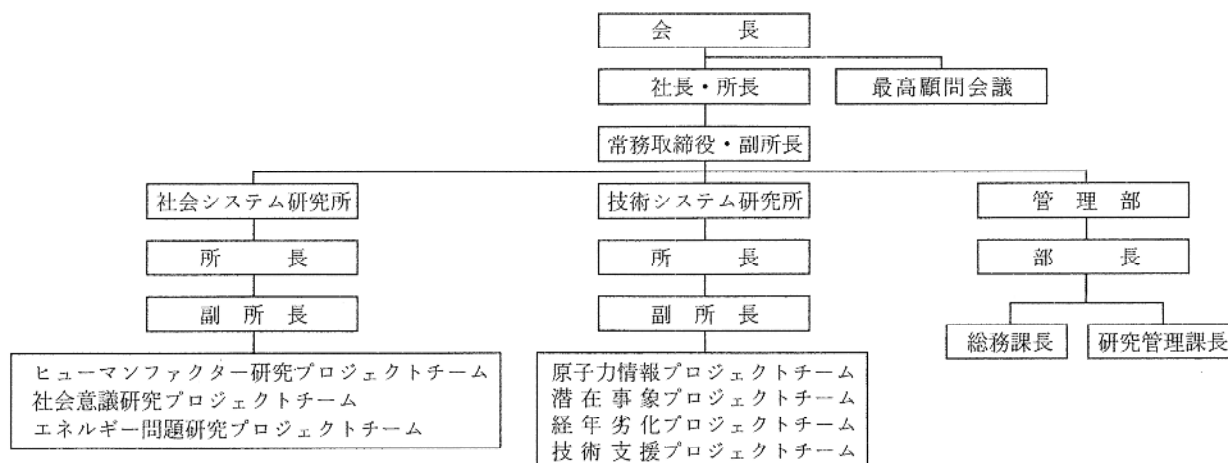 会長
社長・所長
最高顧問会議
常務取締役・副所長
社会システム研究所
技術システム研究所
管理部
所長
所長
部長
副所長
副所長
総務課長
研究管理課長
ヒューマンファクター研究プロジェクトチーム
社会意議研究プロジェクトチーム
エネルギー問題研究プロジェクトチーム
原子力情報プロジェクトチーム
潜在事象プロジェクトチーム
経年劣化プロジェクトチーム
技術支援プロジェクトチーム